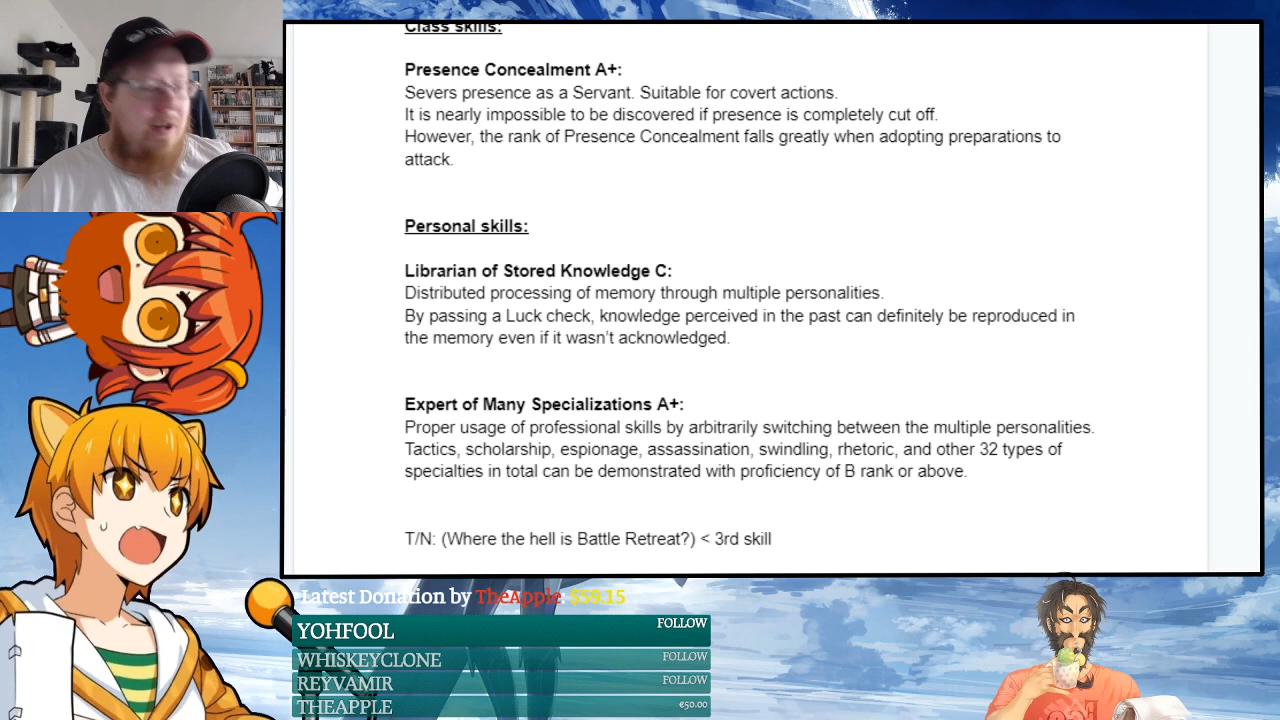 Class skills:
Presence Concealment A+:
Severs presence as a Servant. Suitable for covert actions.
It is nearly impossible to be discovered if presence is completely cut off.
However, the rank of Presence Concealment falls greatly when adopting preparations to
attack.
Personal skills:
Librarian of Stored Knowledge C:
Distributed processing of memory through multiple personalities.
By passing a Luck check, knowledge perceived in the past can definitely be reproduced in
the memory even if it wasn’t acknowledged.
Expert of Many Specializations A+:
Proper usage of professional skills by arbitrarily switching between the multiple personalities.
Tactics, scholarship, espionage, assassination, swindling, rhetoric, and other 32 types of
specialties in total can be demonstrated with proficiency of B rank or above.
T/N: (Where the hell is Battle Retreat?) < 3rd skill
Latest Donation by TheApple: $59.15
YOHFOOL FOLLOW
WHISKEYCLONE FOLLOW
REYVAMIR FOLLOW
THEAPPLE €50.00